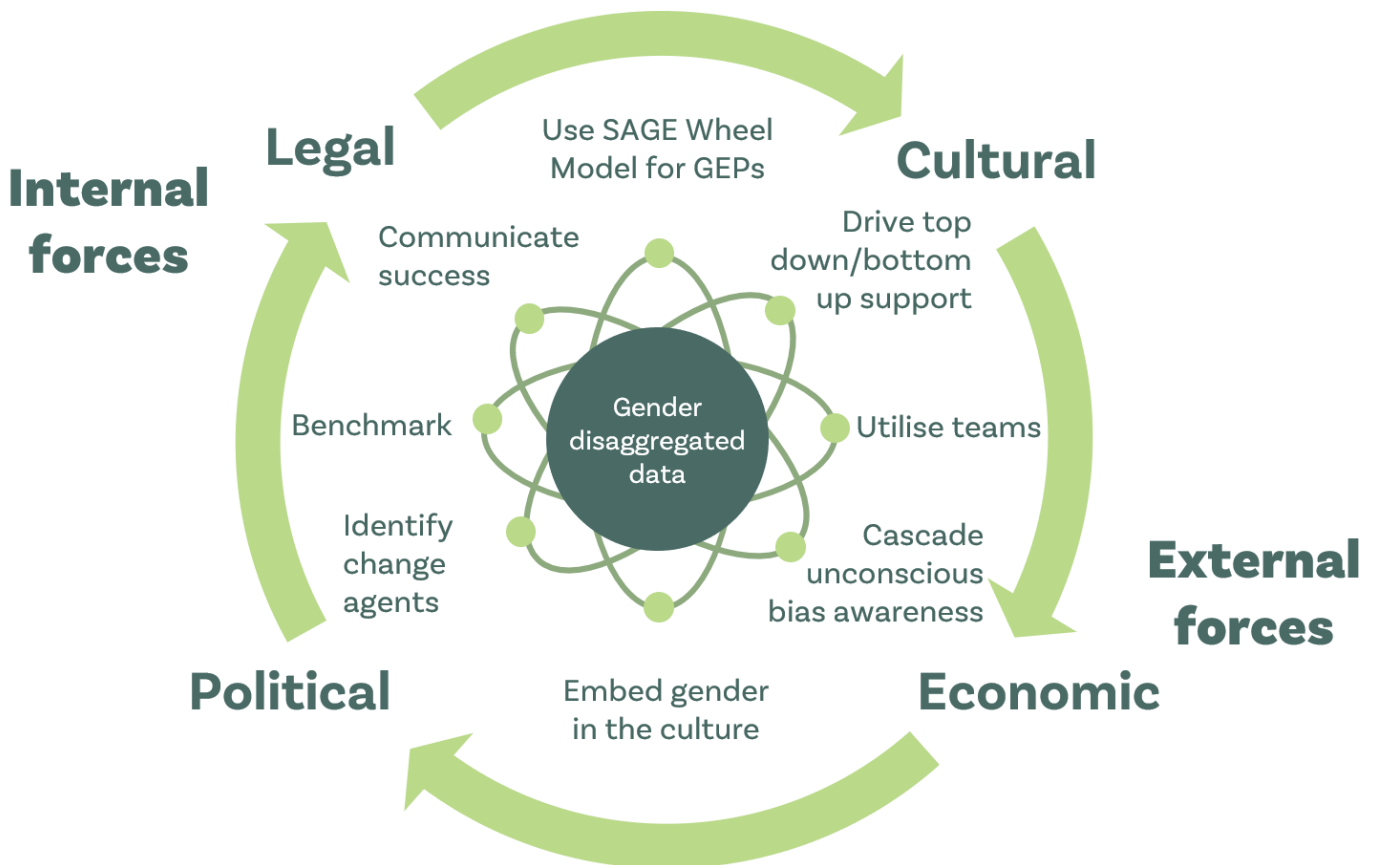 Use SAGE Wheel
Model for GEPs
Legal
Cultural
Internal
forces
Communicate
success
Drive top
down/bottom
up support
Gender
disaggregated
data
Benchmark
Utilise teams
Identify
change
agents
Cascade
unconscious
bias awareness
External
forces
Political
Embed gender
in the culture
Economic